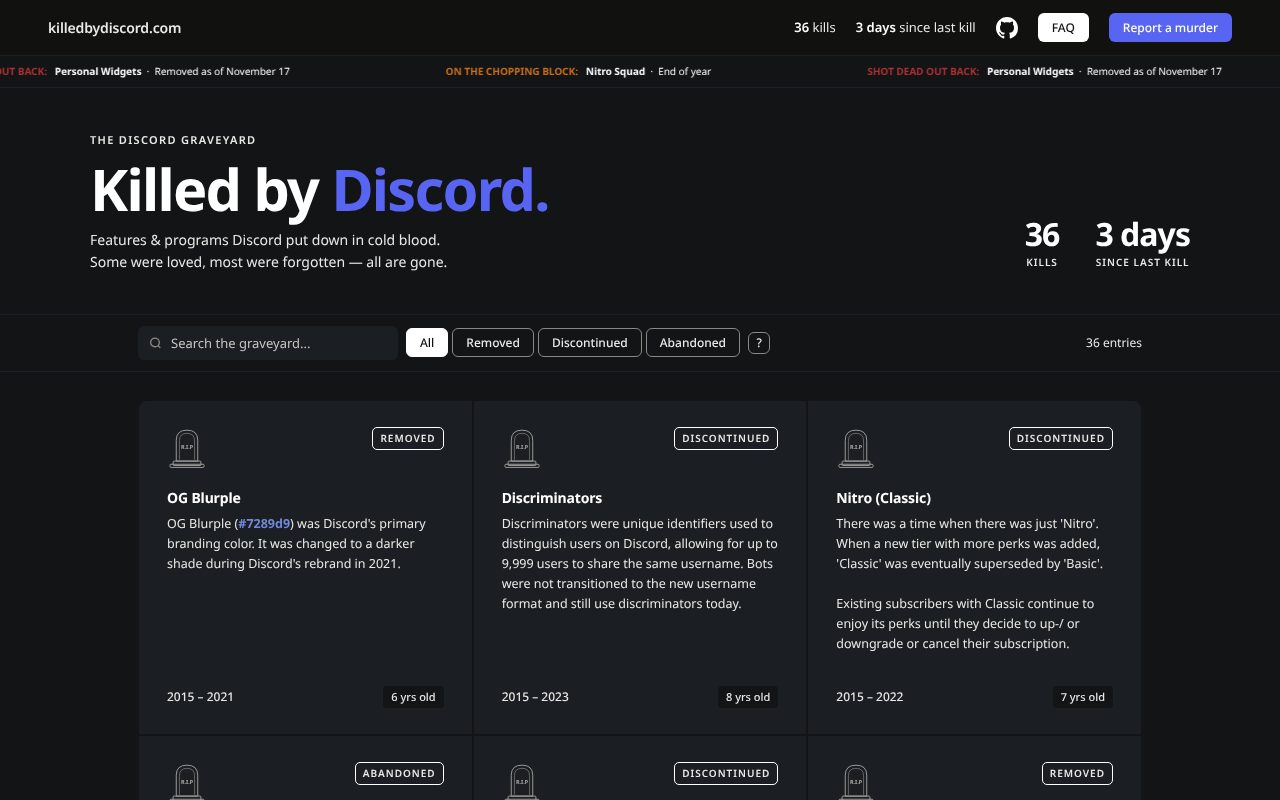 killedbydiscord.com
36 kills
3 days since last kill
FAQ
Report a murder
OUT BACK: Personal Widgets · Removed as of November 17
ON THE CHOPPING BLOCK: Nitro Squad · End of year
SHOT DEAD OUT BACK: Personal Widgets · Removed as of November 17
THE DISCORD GRAVEYARD
Killed by Discord.
Features & programs Discord put down in cold blood.
Some were loved, most were forgotten — all are gone.
36
KILLS
3 days
SINCE LAST KILL
Search the graveyard...
All
Removed
Discontinued
Abandoned
?
36 entries
R.I.P
REMOVED
OG Blurple
OG Blurple (#7289d9) was Discord's primary
branding color. It was changed to a darker
shade during Discord's rebrand in 2021.
2015 – 2021
6 yrs old
R.I.P
DISCONTINUED
Discriminators
Discriminators were unique identifiers used to
distinguish users on Discord, allowing for up to
9,999 users to share the same username. Bots
were not transitioned to the new username
format and still use discriminators today.
2015 – 2023
8 yrs old
R.I.P
DISCONTINUED
Nitro (Classic)
There was a time when there was just 'Nitro'.
When a new tier with more perks was added,
'Classic' was eventually superseded by 'Basic'.
Existing subscribers with Classic continue to
enjoy its perks until they decide to up-/ or
downgrade or cancel their subscription.
2015 – 2022
7 yrs old
R.I.P
ABANDONED
R.I.P
DISCONTINUED
R.I.P
REMOVED